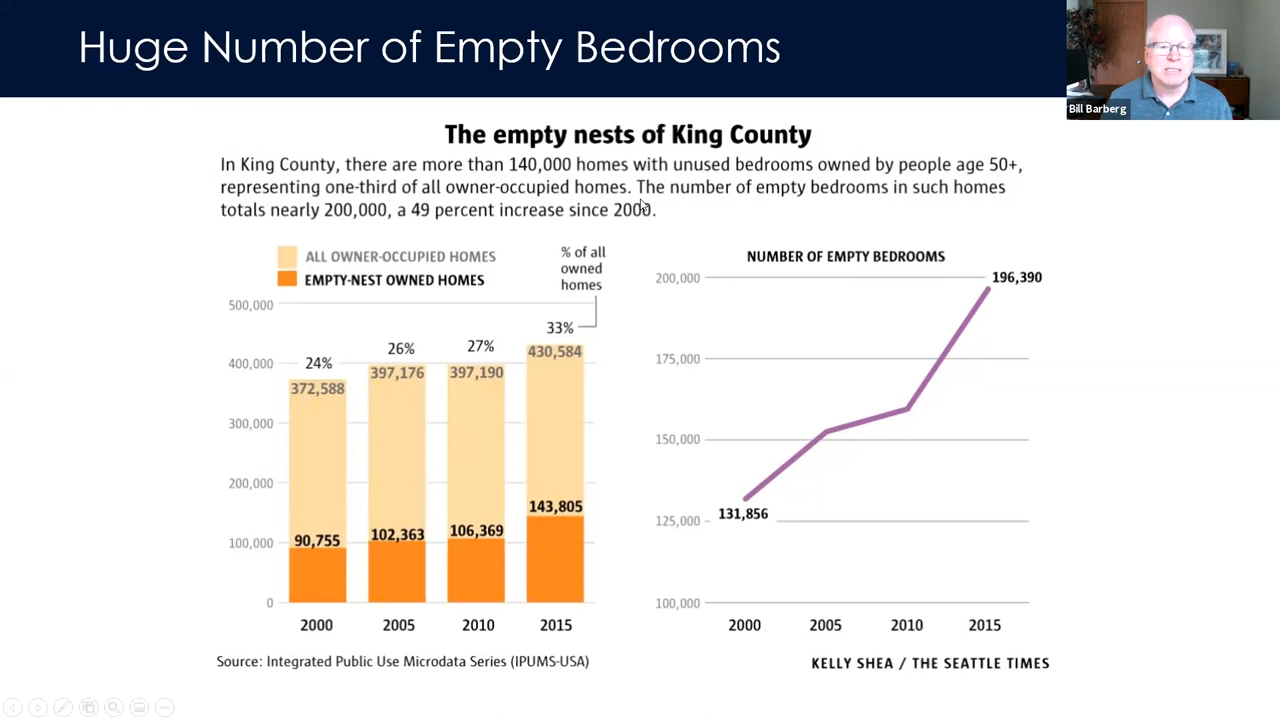 Huge Number of Empty Bedrooms
Bill Barberg
The empty nests of King County
In King County, there are more than 140,000 homes with unused bedrooms owned by people age 50+,
representing one-third of all owner-occupied homes. The number of empty bedrooms in such homes
totals nearly 200,000, a 49 percent increase since 2000.
ALL OWNER-OCCUPIED HOMES
EMPTY-NEST OWNED HOMES
% of all
owned
homes
500,000
400,000
300,000
200,000
100,000
0
24%
26%
27%
33%
372,588
397,176
397,190
430,584
90,755
102,363
106,369
143,805
2000
2005
2010
2015
NUMBER OF EMPTY BEDROOMS
200,000
175,000
150,000
125,000
100,000
196,390
131,856
2000
2005
2010
2015
Source: Integrated Public Use Microdata Series (IPUMS-USA)
KELLY SHEA / THE SEATTLE TIMES